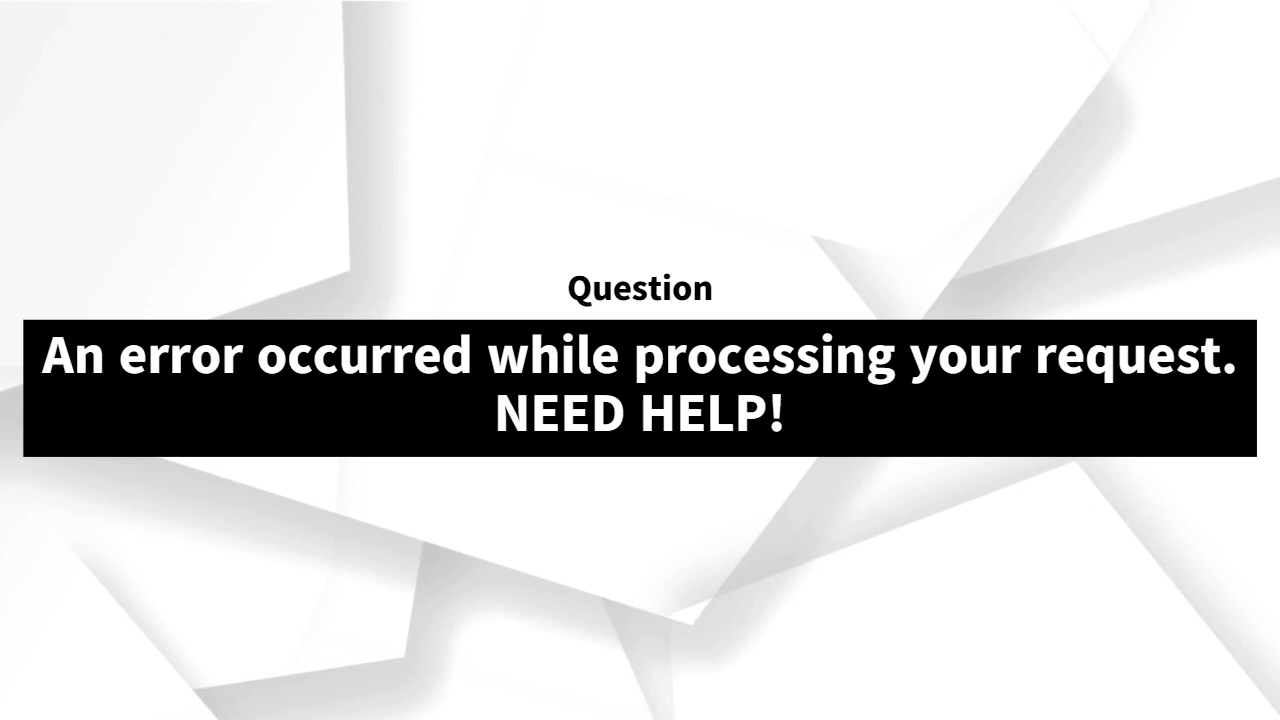 Question
An error occurred while processing your request.
NEED HELP!